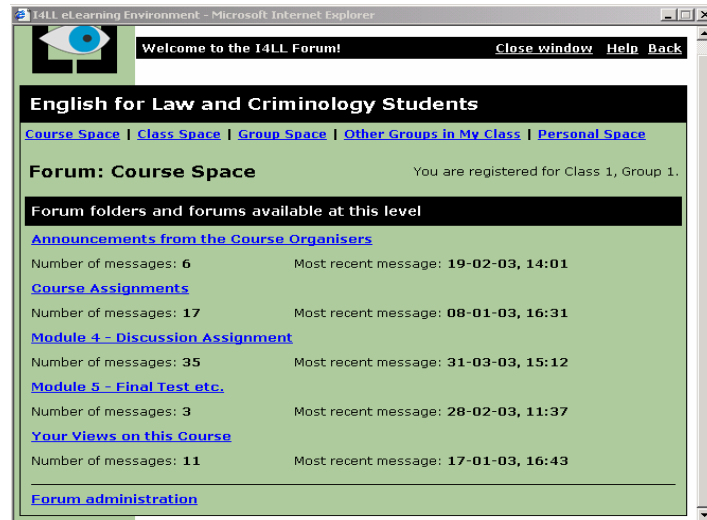 I4LL eLearning Environment - Microsoft Internet Explorer
Welcome to the I4LL Forum! Close window Help Back
English for Law and Criminology Students
Course Space | Class Space | Group Space | Other Groups in My Class | Personal Space
Forum: Course Space You are registered for Class 1, Group 1.
Forum folders and forums available at this level
Announcements from the Course Organisers
Number of messages: 6 Most recent message: 19-02-03, 14:01
Course Assignments
Number of messages: 17 Most recent message: 08-01-03, 16:31
Module 4 - Discussion Assignment
Number of messages: 35 Most recent message: 31-03-03, 15:12
Module 5 - Final Test etc.
Number of messages: 3 Most recent message: 28-02-03, 11:37
Your Views on this Course
Number of messages: 11 Most recent message: 17-01-03, 16:43
Forum administration